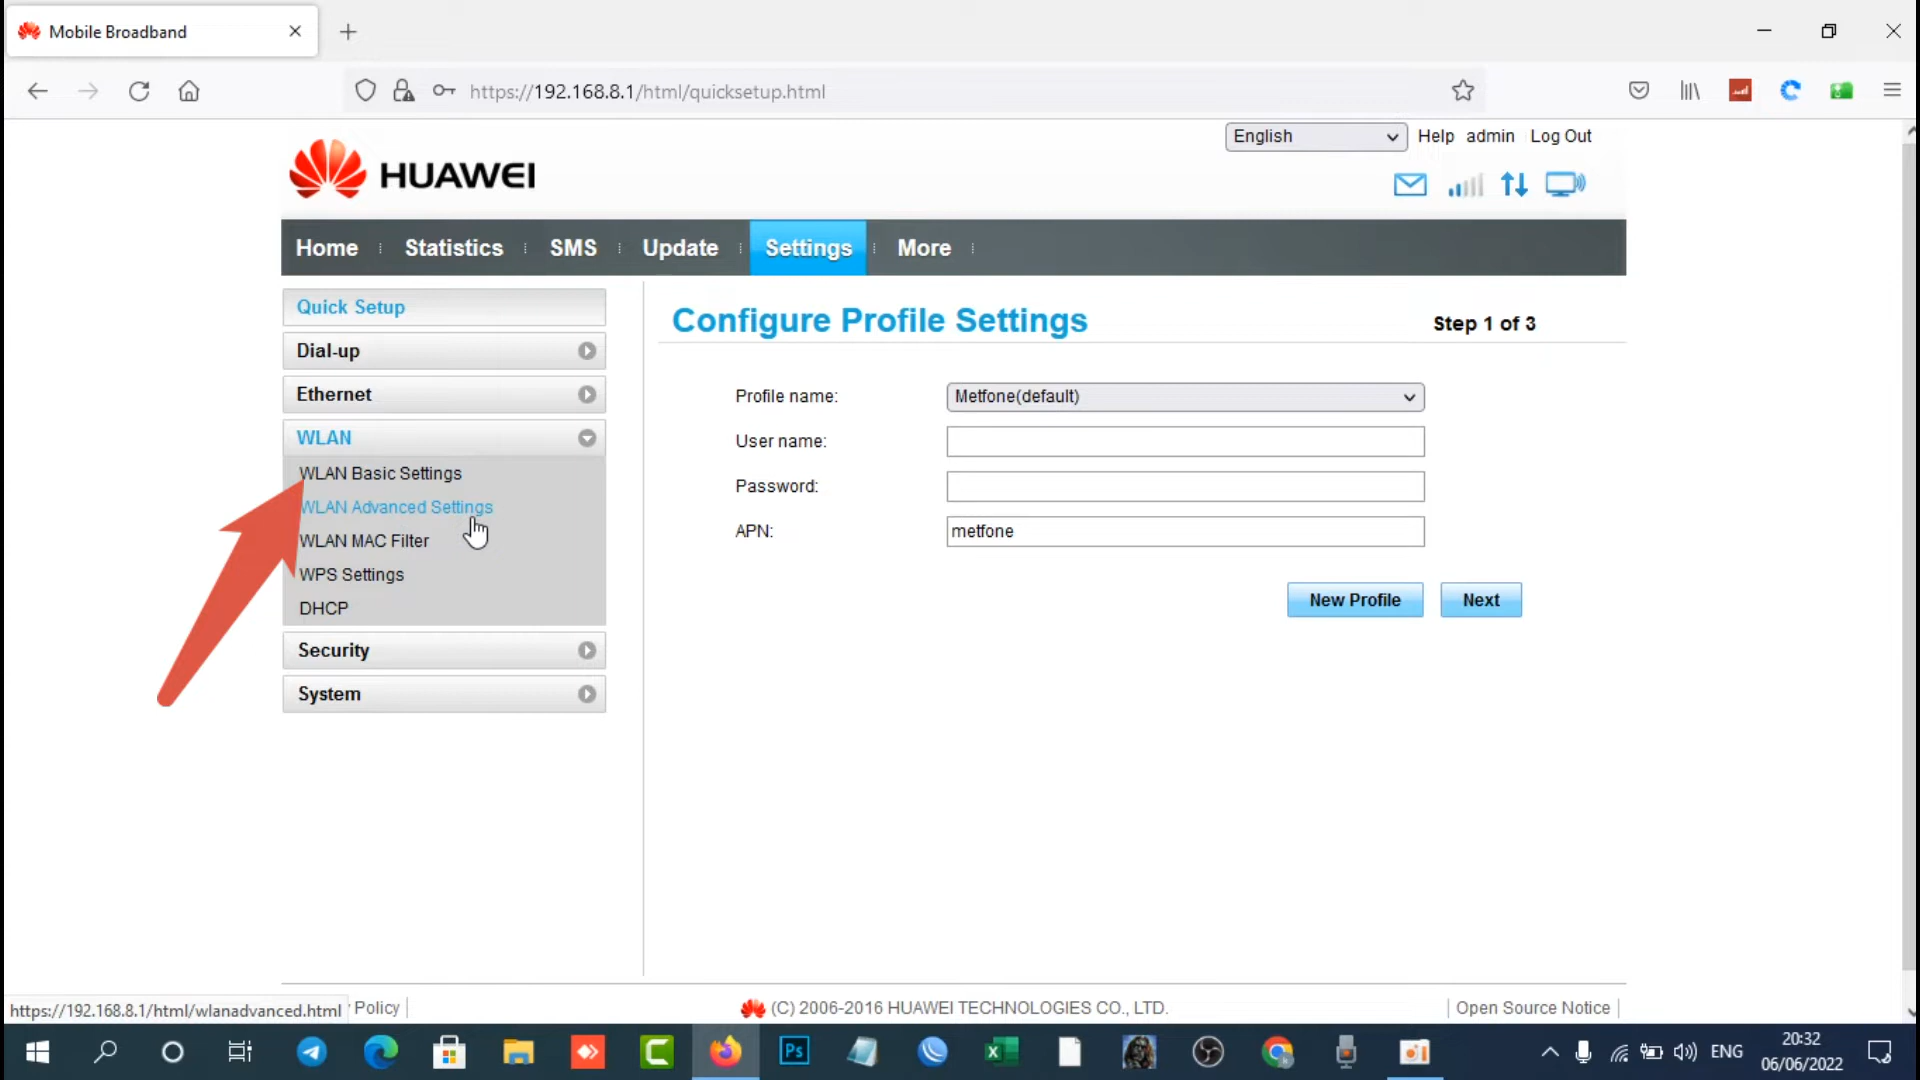 Mobile Broadband
https://192.168.8.1/html/quicksetup.html
English
Help admin Log Out
HUAWEI
Home Statistics SMS Update Settings More
Quick Setup
Dial-up
Ethernet
WLAN
WLAN Basic Settings
WLAN Advanced Settings
WLAN MAC Filter
WPS Settings
DHCP
Security
System
Configure Profile Settings
Step 1 of 3
Profile name: Metfone(default)
User name:
Password:
APN: metfone
New Profile Next
https://192.168.8.1/html/wlanadvanced.html
Policy
(C) 2006-2016 HUAWEI TECHNOLOGIES CO., LTD.
Open Source Notice
Ps
ENG
20:32
06/06/2022